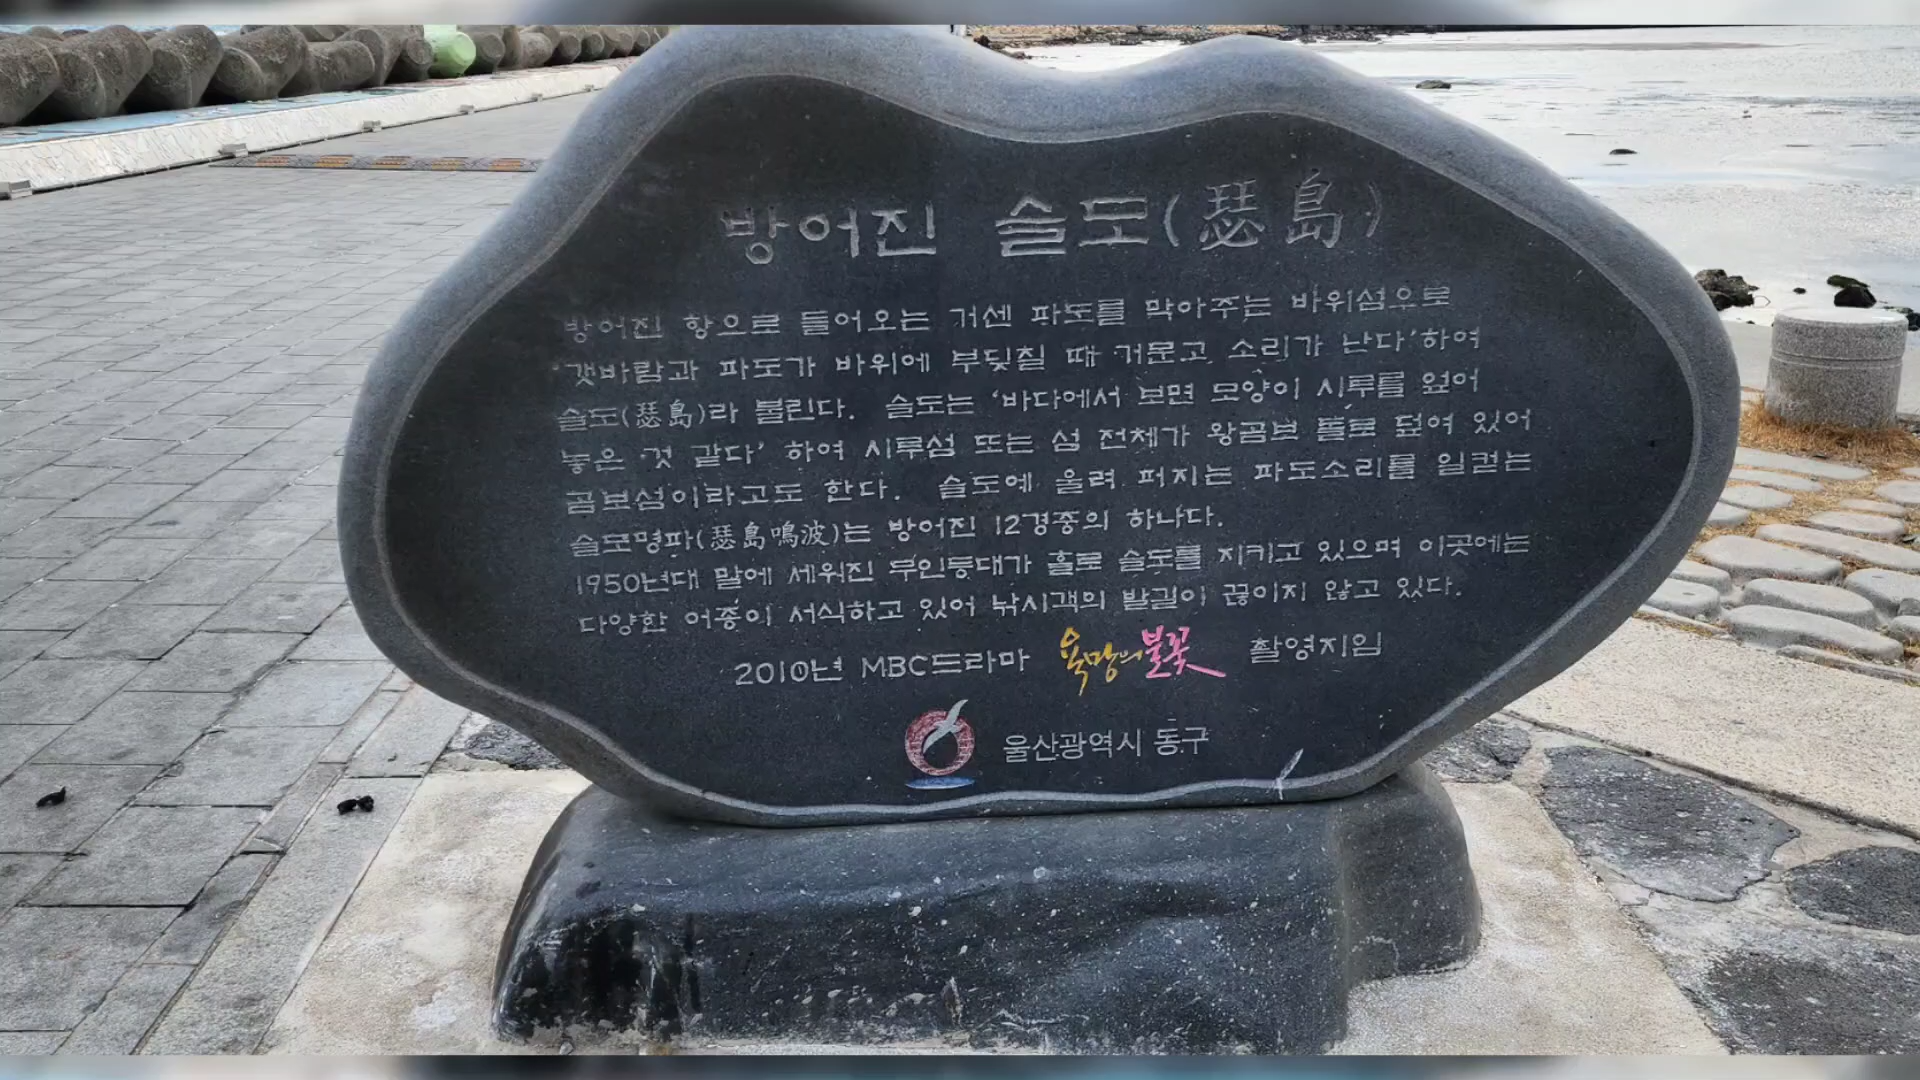 방어진 슬도(瑟島)
방어진 항으로 들어오는 거센 파도를 막아주는 바위섬으로
'갯바람과 파도가 바위에 부딪칠 때 거문고 소리가 난다'하여
슬도(瑟島)라 불린다. 슬도는 '바다에서 보면 모양이 시루를 엎어
놓은 것 같다' 하여 시루섬 또는 섬 전체가 왕곰보 돌로 덮여 있어
곰보섬이라고도 한다. 슬도에 울려 퍼지는 파도소리를 일컫는
슬도명파(瑟島鳴波)는 방어진 12경중의 하나다.
1950년대 말에 세워진 무인등대가 홀로 슬도를 지키고 있으며 이곳에는
다양한 어종이 서식하고 있어 낚시객의 발길이 끊이지 않고 있다.
2010년 MBC드라마 욕망의불꽃 촬영지임
울산광역시 동구